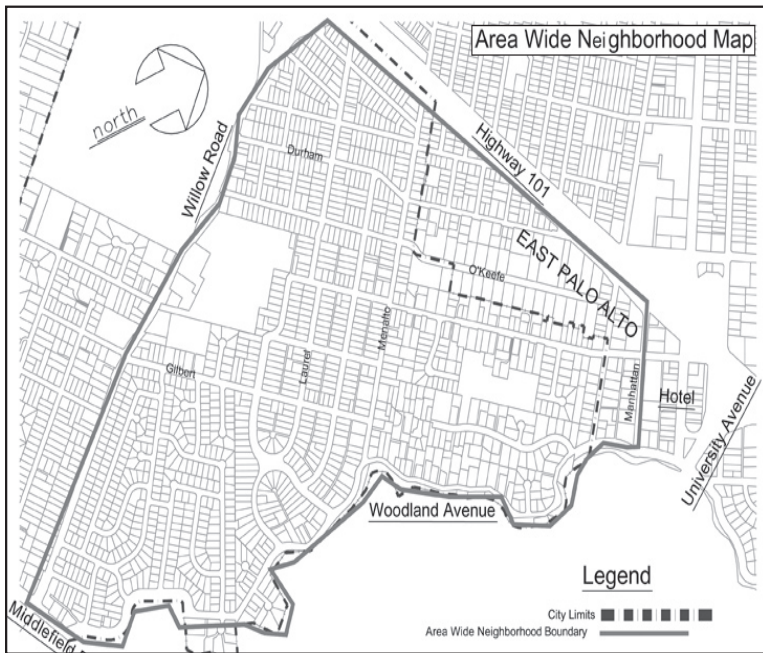 Area Wide Neighborhood Map
north
Willow Road
Highway 101
Durham
EAST PALO ALTO
O'Keefe
Menalto
Laurel
Gilbert
Manhattan
Hotel
University Avenue
Woodland Avenue
Middlefield
Legend
City Limits
Area Wide Neighborhood Boundary